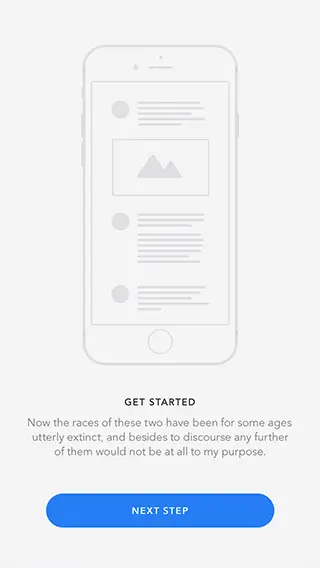 GET STARTED
Now the races of these two have been for some ages
utterly extinct, and besides to discourse any further
of them would not be at all to my purpose.
NEXT STEP